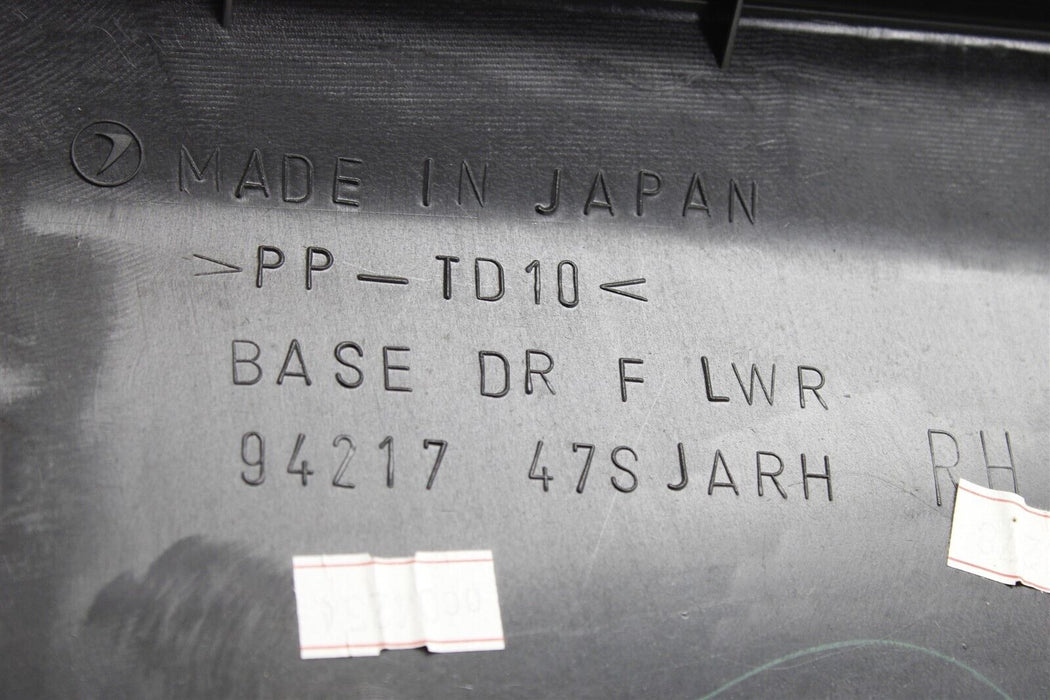 MADE IN JAPAN
>PP-TD10<
BASE DR F LWR
94217 47SJARH RH